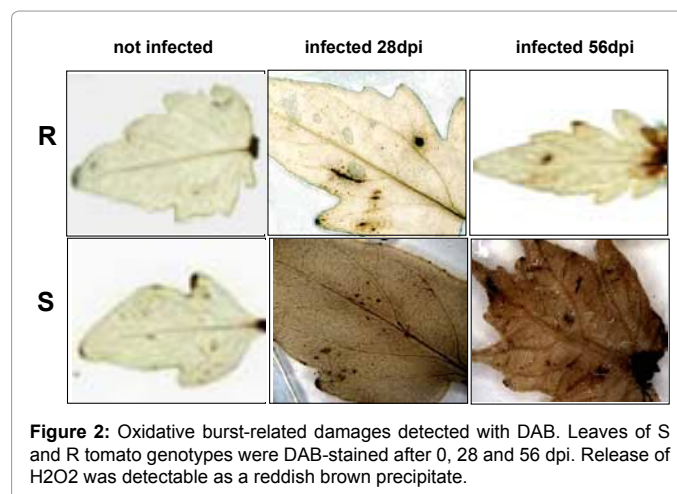 not infected infected 28dpi infected 56dpi
R
S
Figure 2: Oxidative burst-related damages detected with DAB. Leaves of S
and R tomato genotypes were DAB-stained after 0, 28 and 56 dpi. Release of
H2O2 was detectable as a reddish brown precipitate.